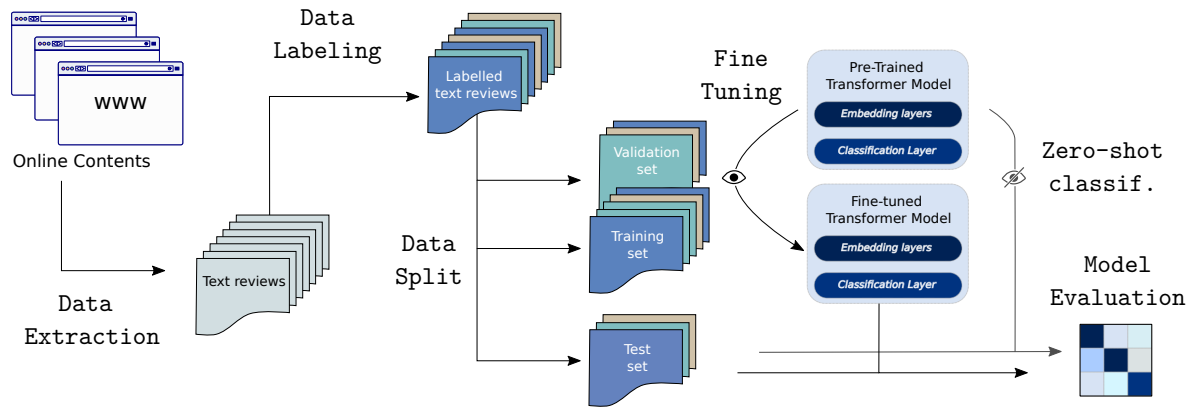 www
Online Contents
Data
Extraction
Text reviews
Data
Labeling
Labelled
text reviews
Data
Split
Validation
set
Training
set
Test
set
Fine
Tuning
Pre-Trained
Transformer Model
Embedding layers
Classification Layer
Fine-tuned
Transformer Model
Embedding layers
Classification Layer
Zero-shot
classif.
Model
Evaluation